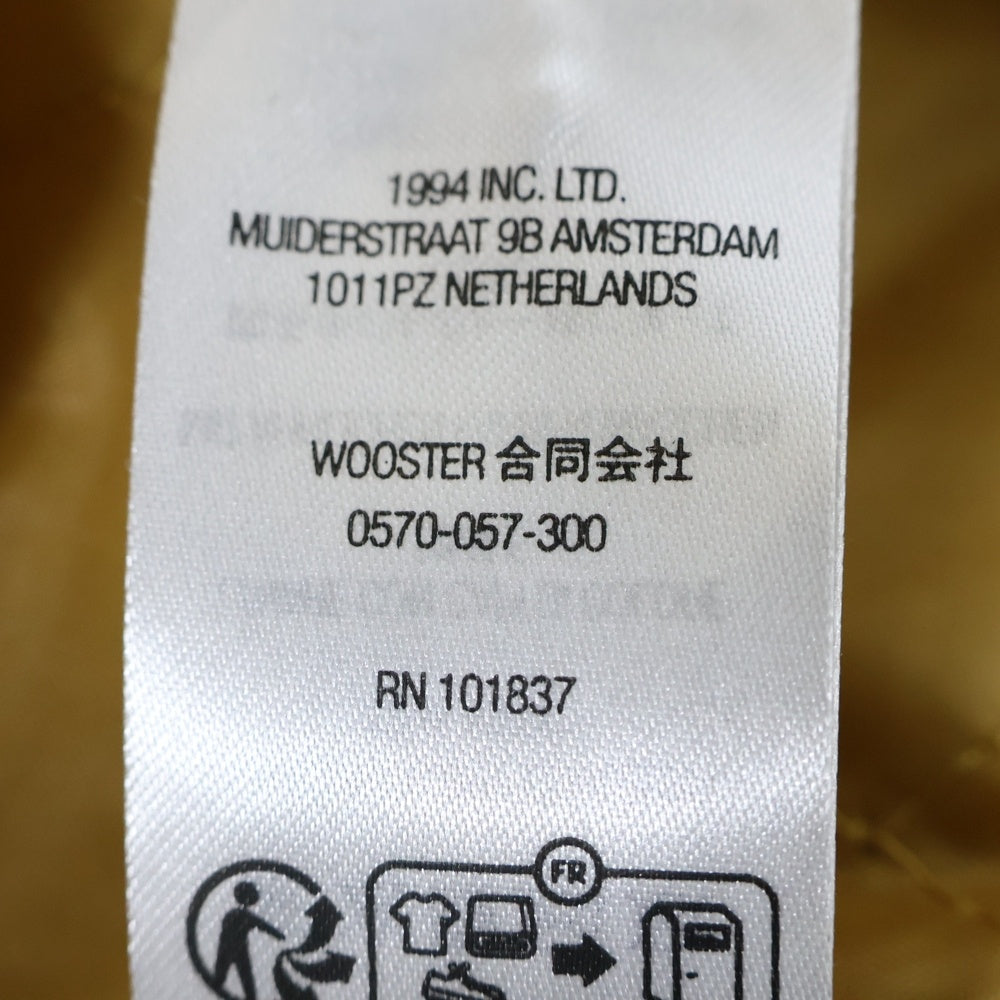 1994 INC. LTD.
MUIDERSTRAAT 9B AMSTERDAM
1011PZ NETHERLANDS
WOOSTER 合同会社
0570-057-300
RN 101837
FR